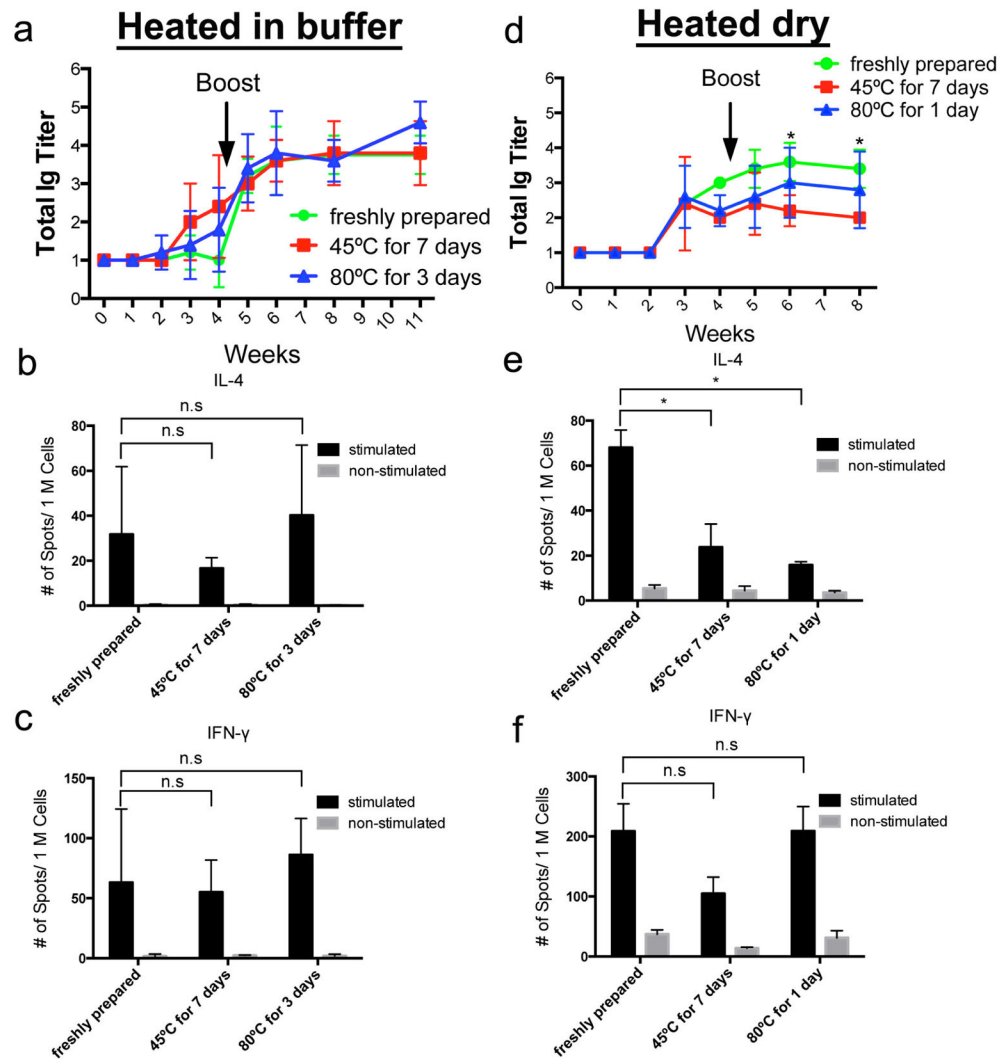 a
Heated in buffer
Total Ig Titer
6
5
4
3
2
1
0
Boost
freshly prepared
45ºC for 7 days
80ºC for 3 days
0 1 2 3 4 5 6 7 8 9 10 11
Weeks
b
IL-4
# of Spots/ 1 M Cells
80
60
40
20
0
n.s
n.s
stimulated
non-stimulated
freshly prepared
45ºC for 7 days
80ºC for 3 days
c
IFN-γ
# of Spots/ 1 M Cells
150
100
50
0
n.s
n.s
stimulated
non-stimulated
freshly prepared
45ºC for 7 days
80ºC for 3 days
d
Heated dry
Total Ig Titer
6
5
4
3
2
1
0
Boost
freshly prepared
45ºC for 7 days
80ºC for 1 day
*
*
0 1 2 3 4 5 6 7 8
Weeks
e
IL-4
# of Spots/ 1 M Cells
80
60
40
20
0
*
*
stimulated
non-stimulated
freshly prepared
45ºC for 7 days
80ºC for 1 day
f
IFN-γ
# of Spots/ 1 M Cells
300
200
100
0
n.s
n.s
stimulated
non-stimulated
freshly prepared
45ºC for 7 days
80ºC for 1 day